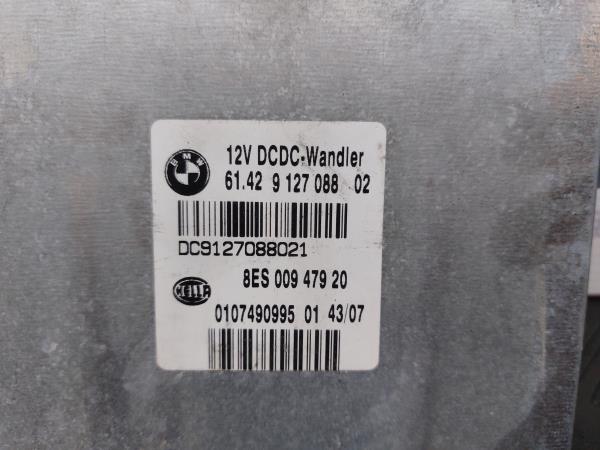 BMW
12V DCDC-Wandler
61.42 9 127 088 02
DC9127088021
8ES 009 479 20
HELLA
0107490995 01 43/07